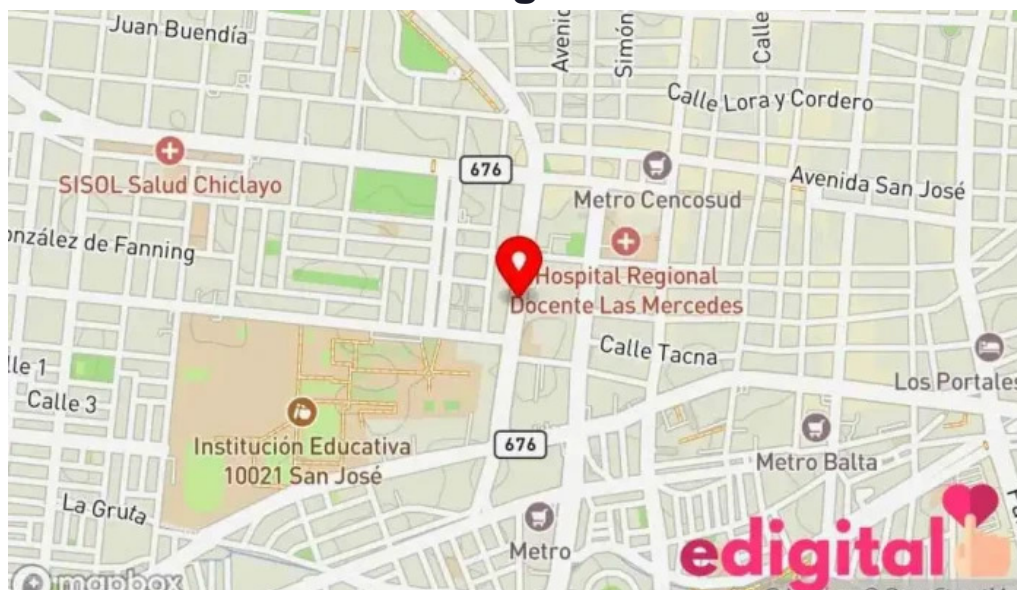 Juan Buendía
Avenic
Simón
Calle
Calle Lora y Cordero
676
SISOL Salud Chiclayo
Metro Cencosud
Avenida San José
onzález de Fanning
Hospital Regional
Docente Las Mercedes
Calle Tacna
lle 1
Los Portales
Calle 3
Institución Educativa
10021 San José
676
Metro Balta
La Gruta
Metro
edigital
mapbox